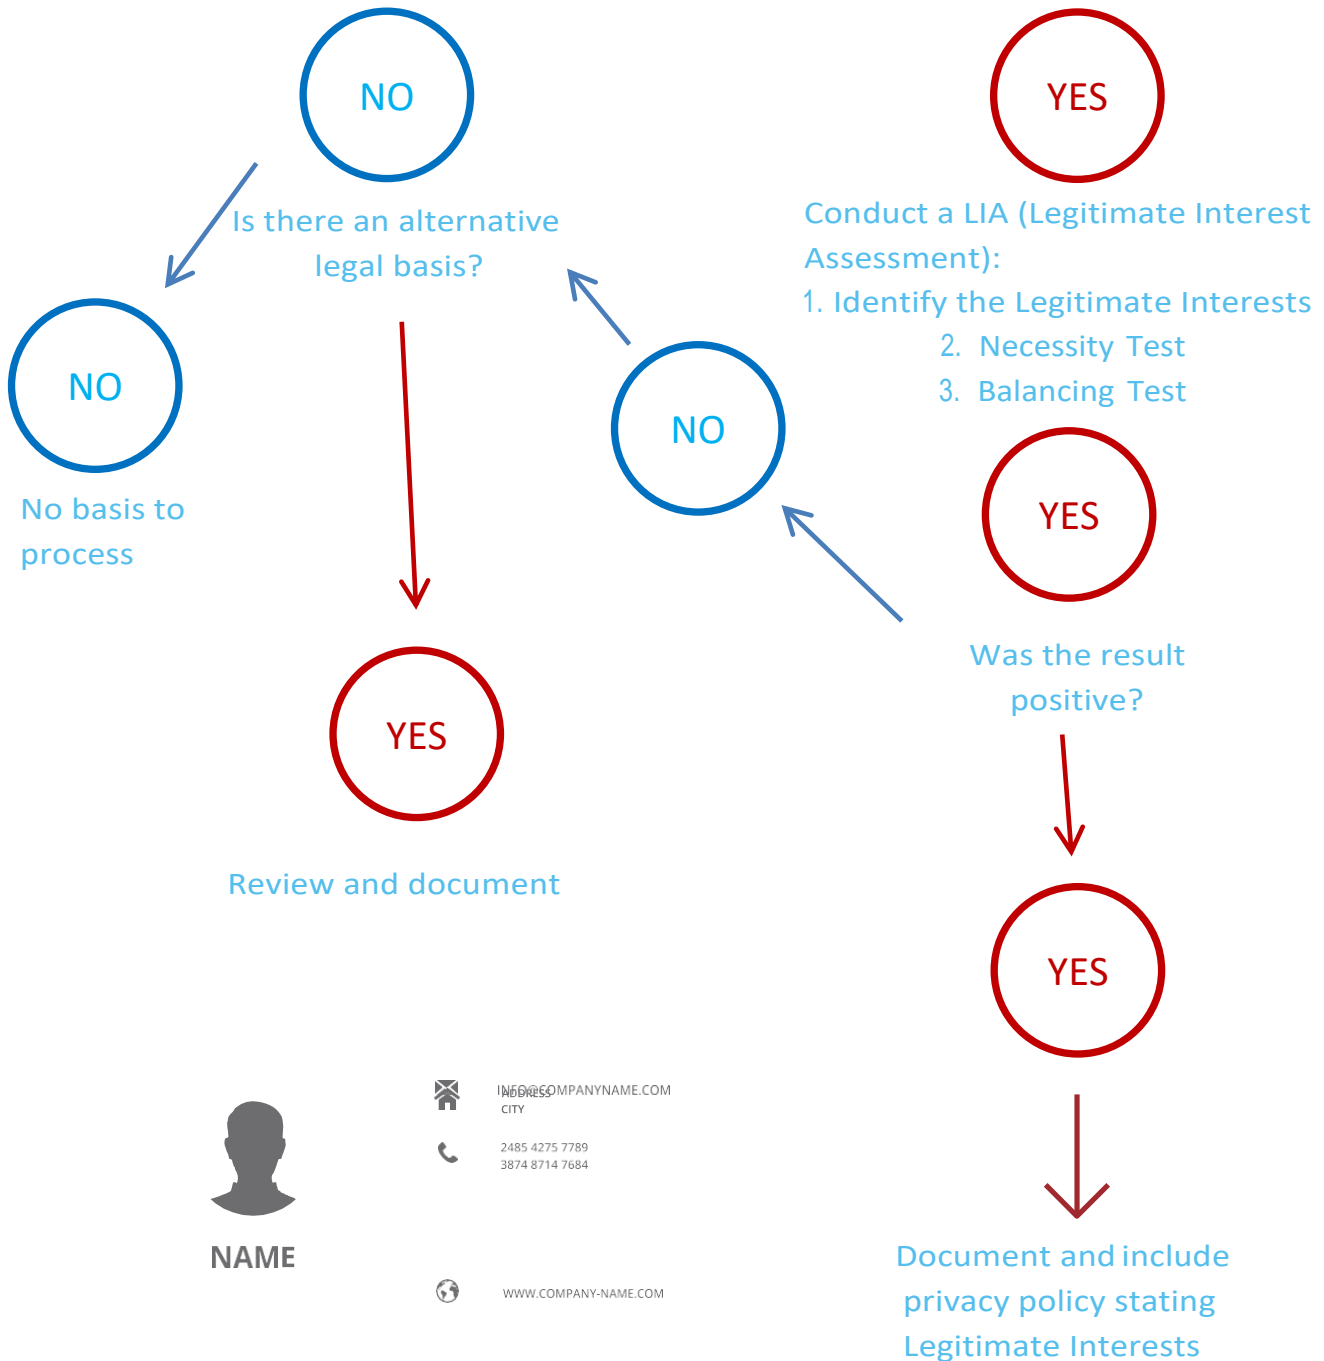 NO
Is there an alternative
legal basis?
NO
No basis to
process
NO
YES
Review and document
YES
Conduct a LIA (Legitimate Interest
Assessment):
1. Identify the Legitimate Interests
2. Necessity Test
3. Balancing Test
YES
Was the result
positive?
YES
Document and include
privacy policy stating
Legitimate Interests
NAME
INFO@COMPANYNAME.COM
ADDRESS
CITY
2485 4275 7789
3874 8714 7684
WWW.COMPANY-NAME.COM